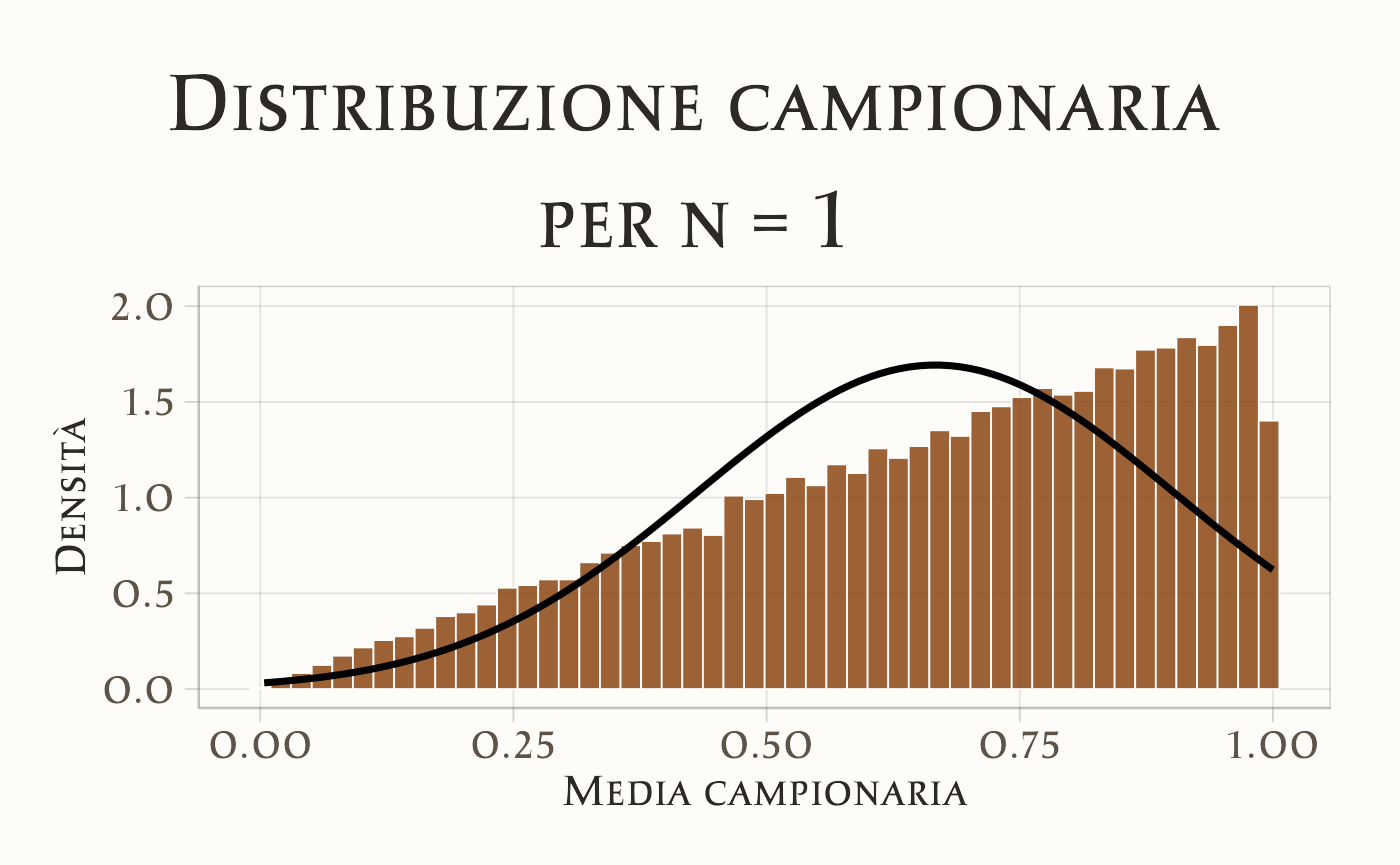 Distribuzione campionaria
per n = 1
2.0
1.5
1.0
0.5
0.0
Densità
0.00 0.25 0.50 0.75 1.00
Media campionaria